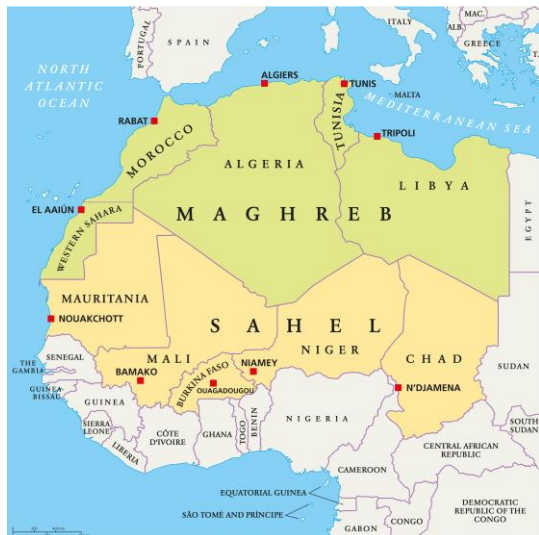 PORTUGAL
SPAIN
ITALY
MAC.
ALB.
GREECE
T.
NORTH
ATLANTIC
OCEAN
ALGIERS
TUNIS
MALTA
MEDITERRANEAN SEA
RABAT
MOROCCO
TUNISIA
TRIPOLI
ALGERIA
LIBYA
EGYPT
EL AAIÚN
WESTERN SAHARA
MAGHREB
MAURITANIA
NOUAKCHOTT
SAHEL
MALI
NIGER
CHAD
SUDAN
THE
GAMBIA
SENEGAL
BAMAKO
BURKINA FASO
OUAGADOUGOU
NIAMEY
N'DJAMENA
GUINEA
BISSAU
GUINEA
SIERRA
LEONE
LIBERIA
CÔTE
D'IVOIRE
GHANA
TOGO
BENIN
NIGERIA
SOUTH
SUDAN
CENTRAL AFRICAN
REPUBLIC
CAMEROON
EQUATORIAL GUINEA
SÃO TOMÉ AND PRÍNCIPE
GABON
CONGO
DEMOCRATIC
REPUBLIC OF
THE CONGO